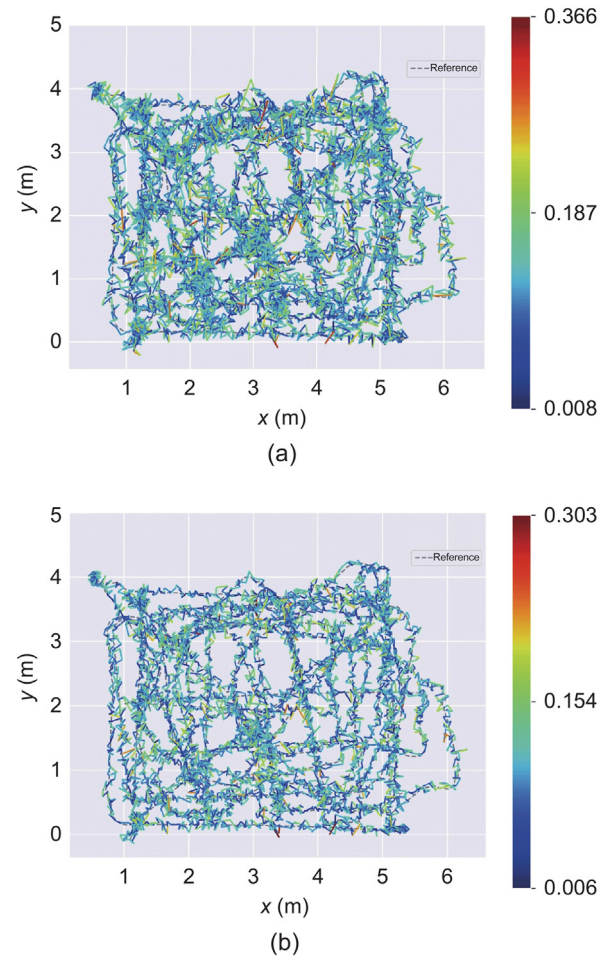 5
4
3
2
1
0
y (m)
1 2 3 4 5 6
x (m)
Reference
0.366
0.187
0.008
(a)
5
4
3
2
1
0
y (m)
1 2 3 4 5 6
x (m)
Reference
0.303
0.154
0.006
(b)